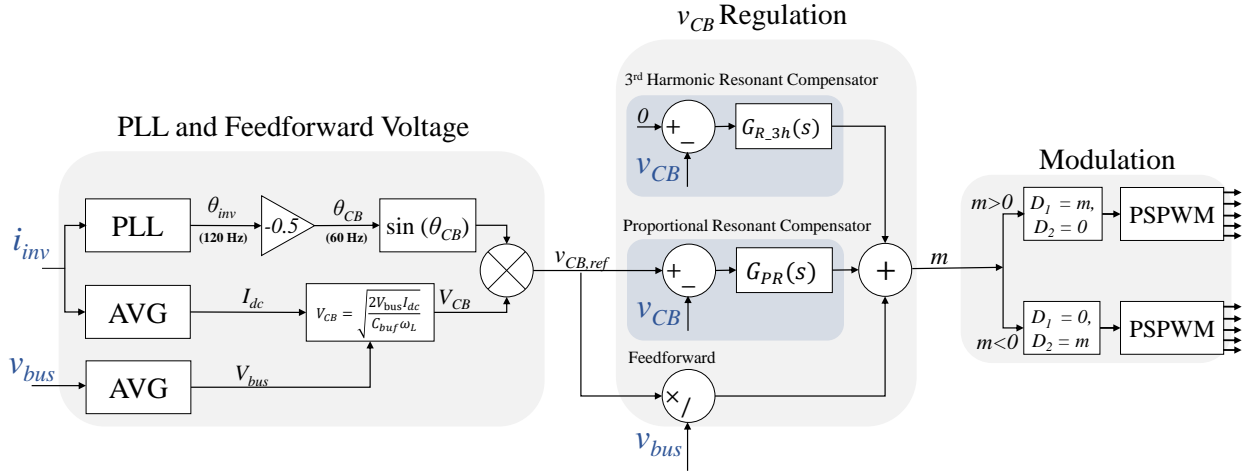 PLL and Feedforward Voltage
i_inv
PLL
θ_inv
(120 Hz)
-0.5
θ_CB
(60 Hz)
sin (θ_CB)
AVG
I_dc
V_CB = √(2V_bus I_dc / C_buf ω_L)
V_CB
v_bus
AVG
V_bus
v_CB,ref
v_CB Regulation
3rd Harmonic Resonant Compensator
0
+
−
G_R_3h(s)
v_CB
Proportional Resonant Compensator
+
−
G_PR(s)
v_CB
+
Feedforward
× /
v_bus
m
Modulation
m>0
D_1 = m,
D_2 = 0
PSPWM
m<0
D_1 = 0,
D_2 = m
PSPWM